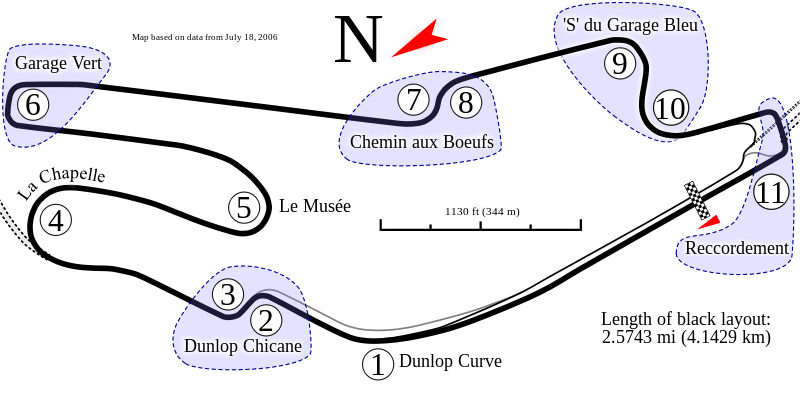 'S' du Garage Bleu
Map based on data from July 18, 2006
N
Garage Vert
9
6
7
8
10
Chemin aux Boeufs
La Chapelle
11
5
Le Musée
4
1130 ft (344 m)
Reccordement
3
2
Dunlop Chicane
Length of black layout:
2.5743 mi (4.1429 km)
1
Dunlop Curve